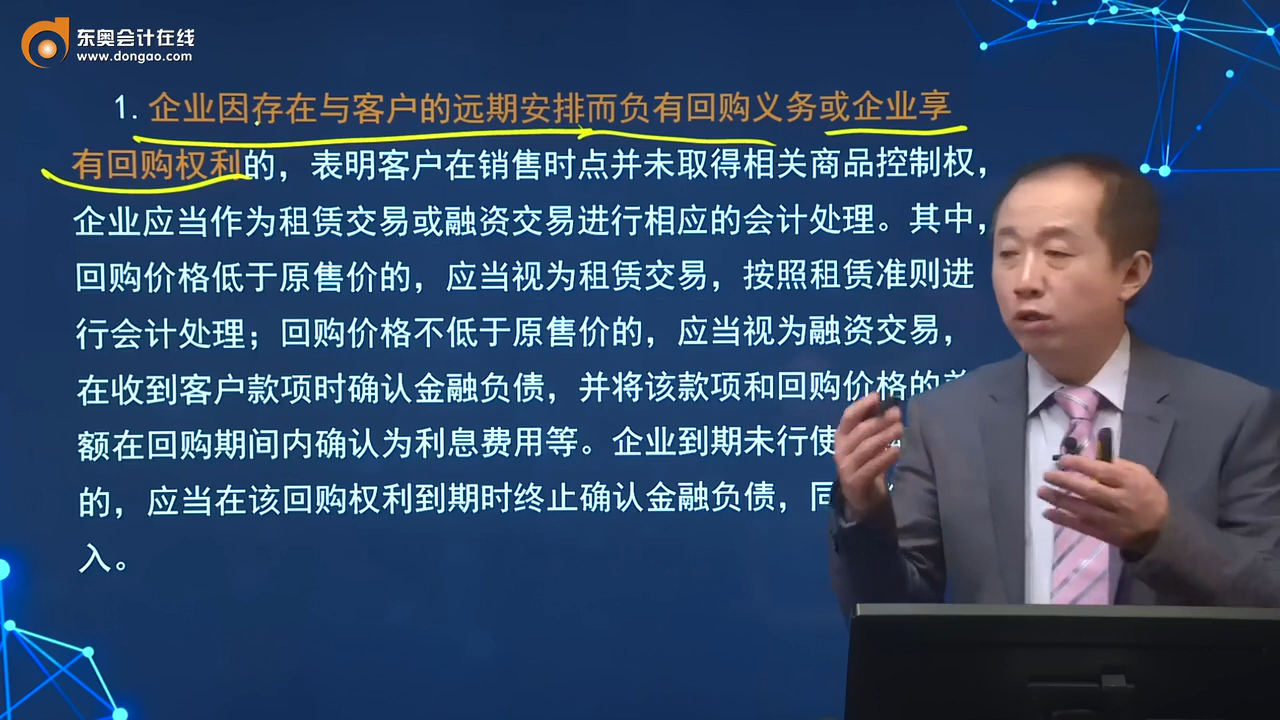 东奥会计在线
www.dongao.com
1. 企业因存在与客户的远期安排而负有回购义务或企业享
有回购权利的，表明客户在销售时点并未取得相关商品控制权，
企业应当作为租赁交易或融资交易进行相应的会计处理。其中，
回购价格低于原售价的，应当视为租赁交易，按照租赁准则进
行会计处理；回购价格不低于原售价的，应当视为融资交易，
在收到客户款项时确认金融负债，并将该款项和回购价格的差
额在回购期间内确认为利息费用等。企业到期未行使
的，应当在该回购权利到期时终止确认金融负债，同
入。